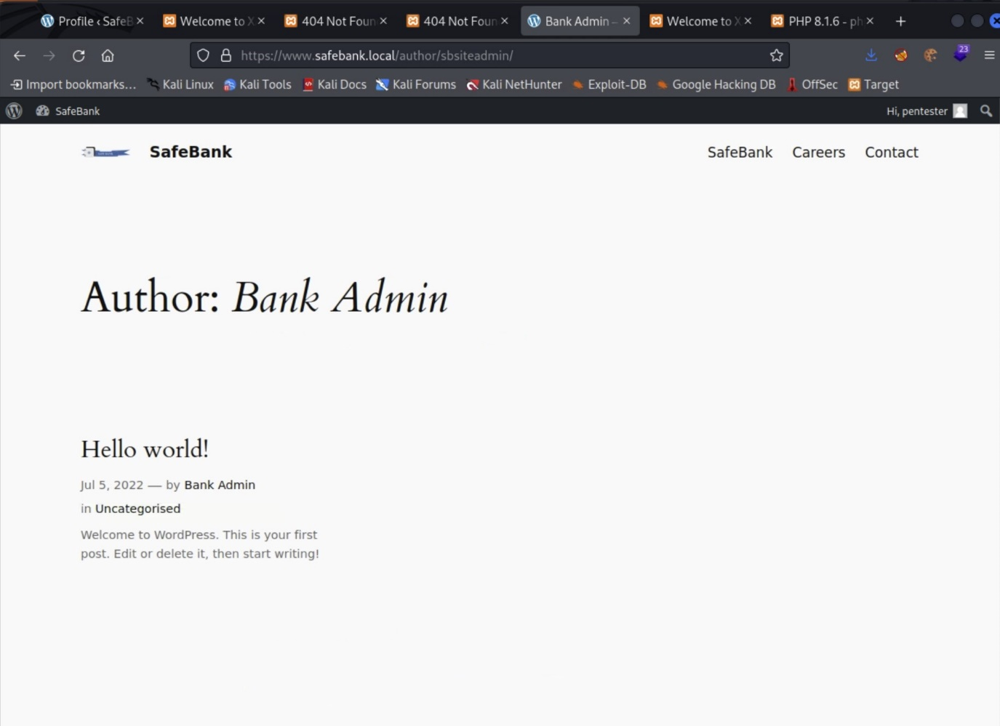 Profile ‹ SafeB
Welcome to X
404 Not Foun
404 Not Foun
Bank Admin –
Welcome to X
PHP 8.1.6 - ph
https://www.safebank.local/author/sbsiteadmin/
23
Import bookmarks...
Kali Linux
Kali Tools
Kali Docs
Kali Forums
Kali NetHunter
Exploit-DB
Google Hacking DB
OffSec
Target
SafeBank
Hi, pentester
SafeBank
SafeBank
Careers
Contact
Author: Bank Admin
Hello world!
Jul 5, 2022 — by Bank Admin
in Uncategorised
Welcome to WordPress. This is your first
post. Edit or delete it, then start writing!